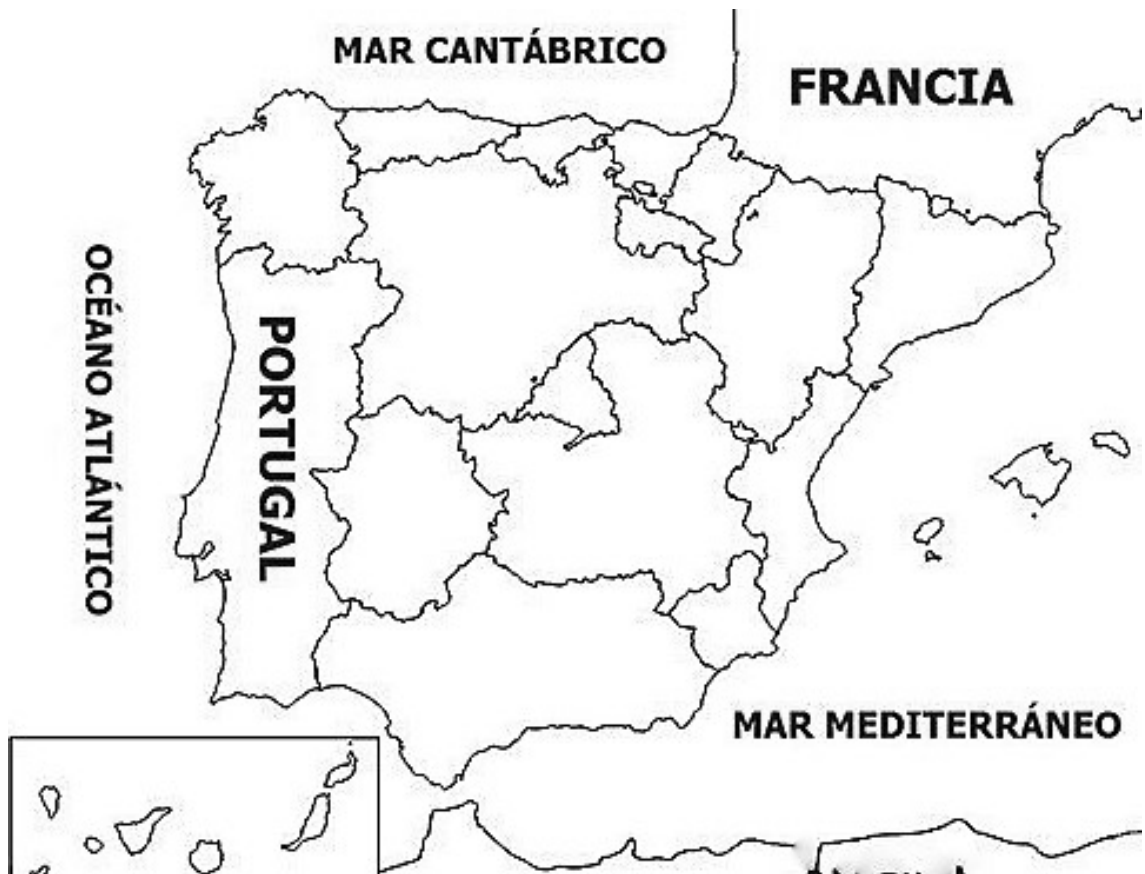 MAR CANTÁBRICO
FRANCIA
OCÉANO ATLÁNTICO
PORTUGAL
MAR MEDITERRÁNEO